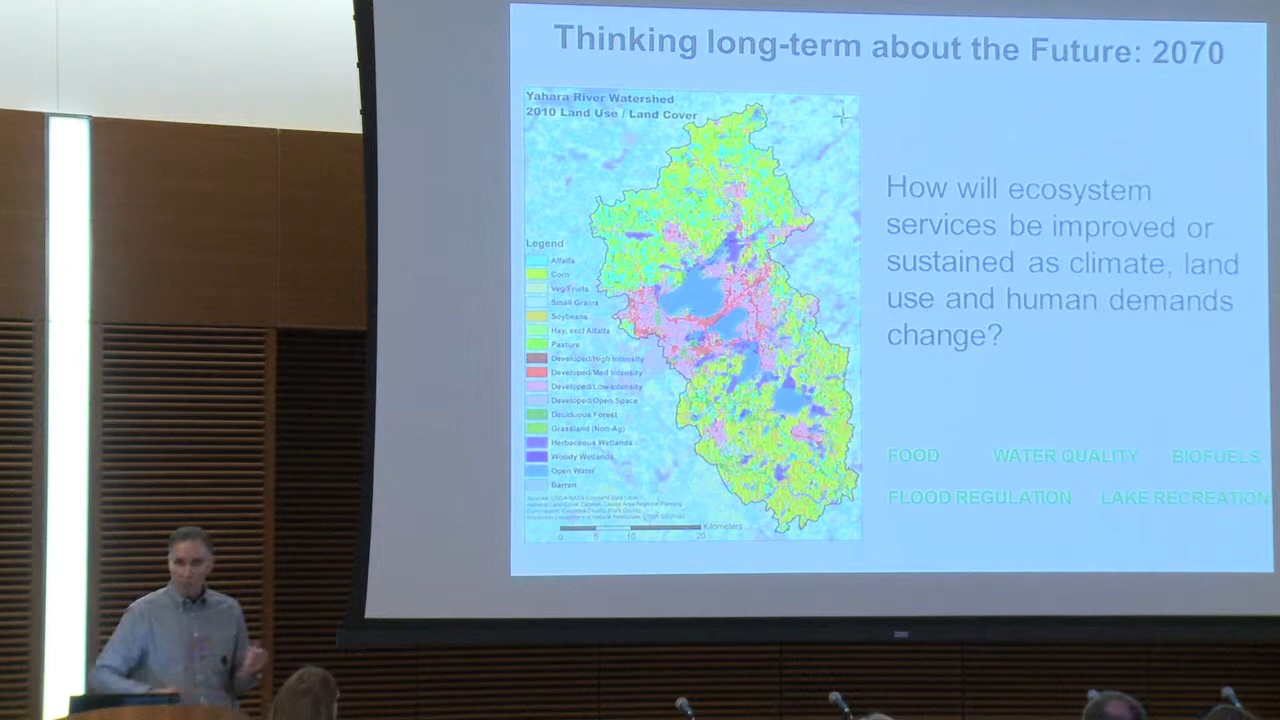 Thinking long-term about the Future: 2070
Yahara River Watershed
2010 Land Use / Land Cover
Legend
Alfalfa
Corn
Veg/Fruits
Small Grains
Soybeans
Hay, excl Alfalfa
Pasture
Developed/High Intensity
Developed/Med Intensity
Developed/Low Intensity
Developed/Open Space
Deciduous Forest
Grassland (Non-Ag)
Herbaceous Wetlands
Woody Wetlands
Open Water
Barren
Kilometers
0 5 10 20
How will ecosystem
services be improved or
sustained as climate, land
use and human demands
change?
FOOD WATER QUALITY BIOFUELS
FLOOD REGULATION LAKE RECREATION